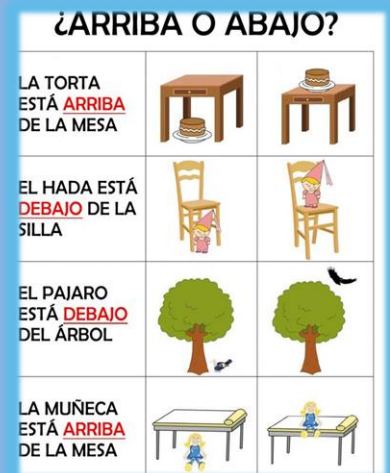 ¿ARRIBA O ABAJO?
LA TORTA
ESTÁ ARRIBA
DE LA MESA
EL HADA ESTÁ
DEBAJO DE LA
SILLA
EL PAJARO
ESTÁ DEBAJO
DEL ÁRBOL
LA MUÑECA
ESTÁ ARRIBA
DE LA MESA